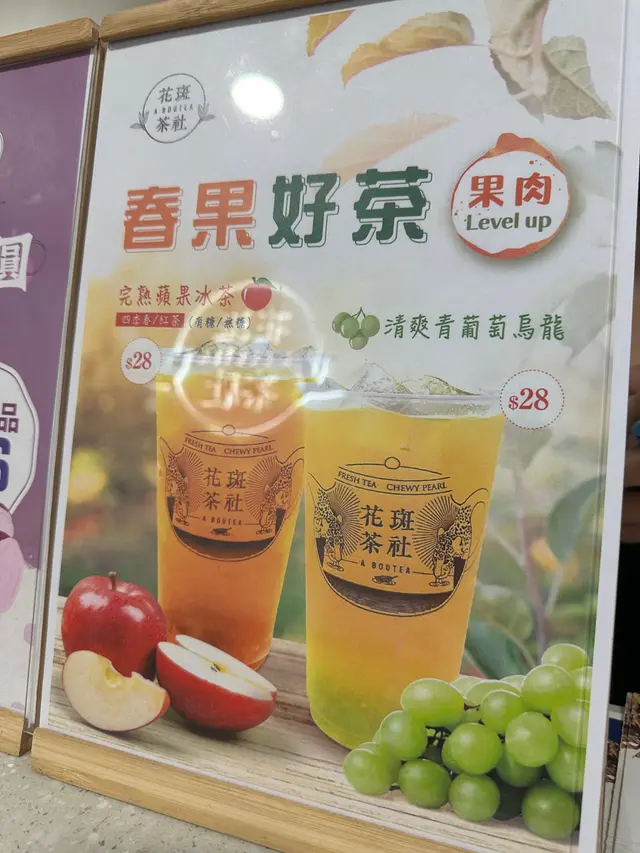 花斑
A BOUTEA
茶社
春果好茶
果肉
Level up
完熟蘋果冰茶
四季春/紅茶 (有糖/無糖)
$28
清爽青葡萄烏龍
$28
FRESH TEA CHEWY PEARL
花斑
茶社
A BOUTEA
FRESH TEA CHEWY PEARL
花斑
茶社
A BOUTEA
品